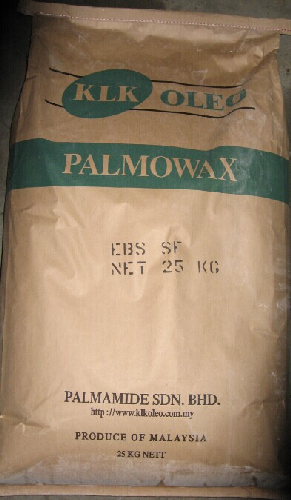 KLK OLEO
PALMOWAX
EBS SF
NET 25 KG
PALMAMIDE SDN. BHD.
http://www.klkoleo.com.my
PRODUCE OF MALAYSIA
25 KG NETT